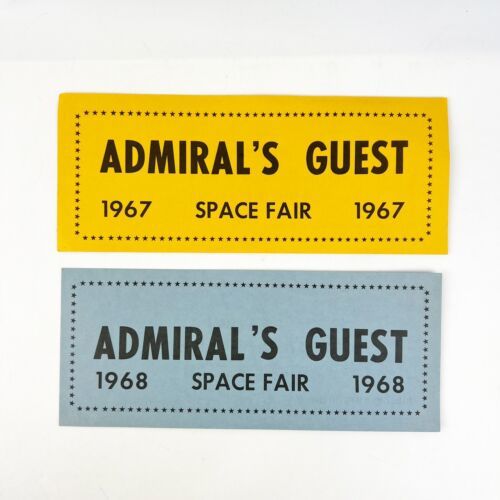 ADMIRAL'S GUEST
1967 SPACE FAIR 1967
ADMIRAL'S GUEST
1968 SPACE FAIR 1968